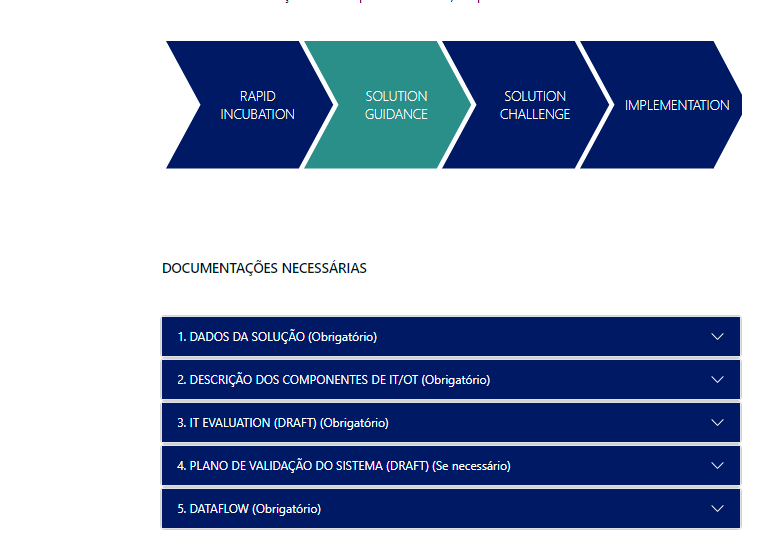 RAPID
INCUBATION
SOLUTION
GUIDANCE
SOLUTION
CHALLENGE
IMPLEMENTATION
DOCUMENTAÇÕES NECESSÁRIAS
1. DADOS DA SOLUÇÃO (Obrigatório)
2. DESCRIÇÃO DOS COMPONENTES DE IT/OT (Obrigatório)
3. IT EVALUATION (DRAFT) (Obrigatório)
4. PLANO DE VALIDAÇÃO DO SISTEMA (DRAFT) (Se necessário)
5. DATAFLOW (Obrigatório)